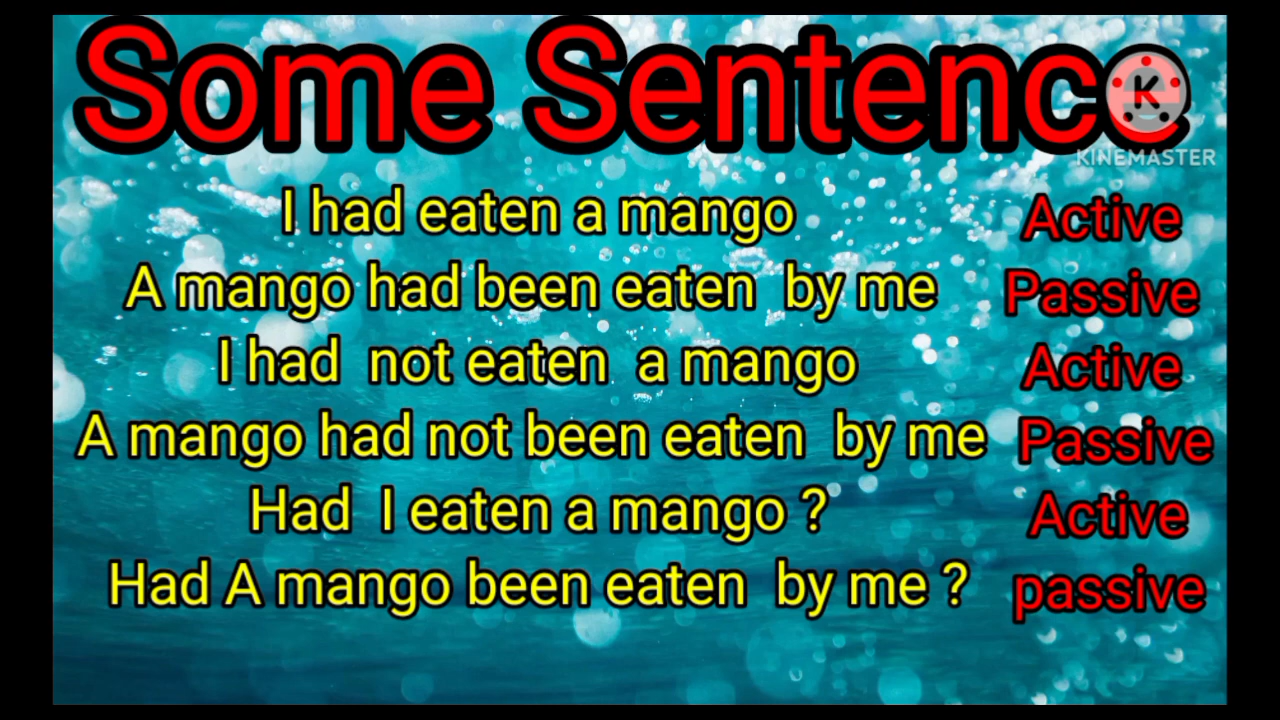 Some Sentence
K
KINEMASTER
I had eaten a mango Active
A mango had been eaten by me Passive
I had not eaten a mango Active
A mango had not been eaten by me Passive
Had I eaten a mango ? Active
Had A mango been eaten by me ? passive